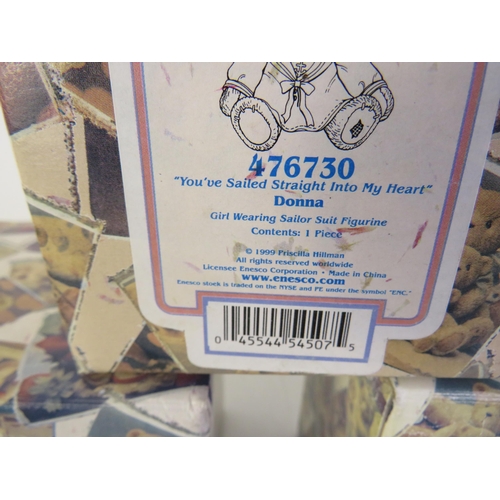 476730
"You've Sailed Straight Into My Heart"
Donna
Girl Wearing Sailor Suit Figurine
Contents: 1 Piece
© 1999 Priscilla Hillman
All rights reserved worldwide
Licensee Enesco Corporation • Made in China
www.enesco.com
Enesco stock is traded on the NYSE and PE under the symbol "ENC."
0 45544 54507 5